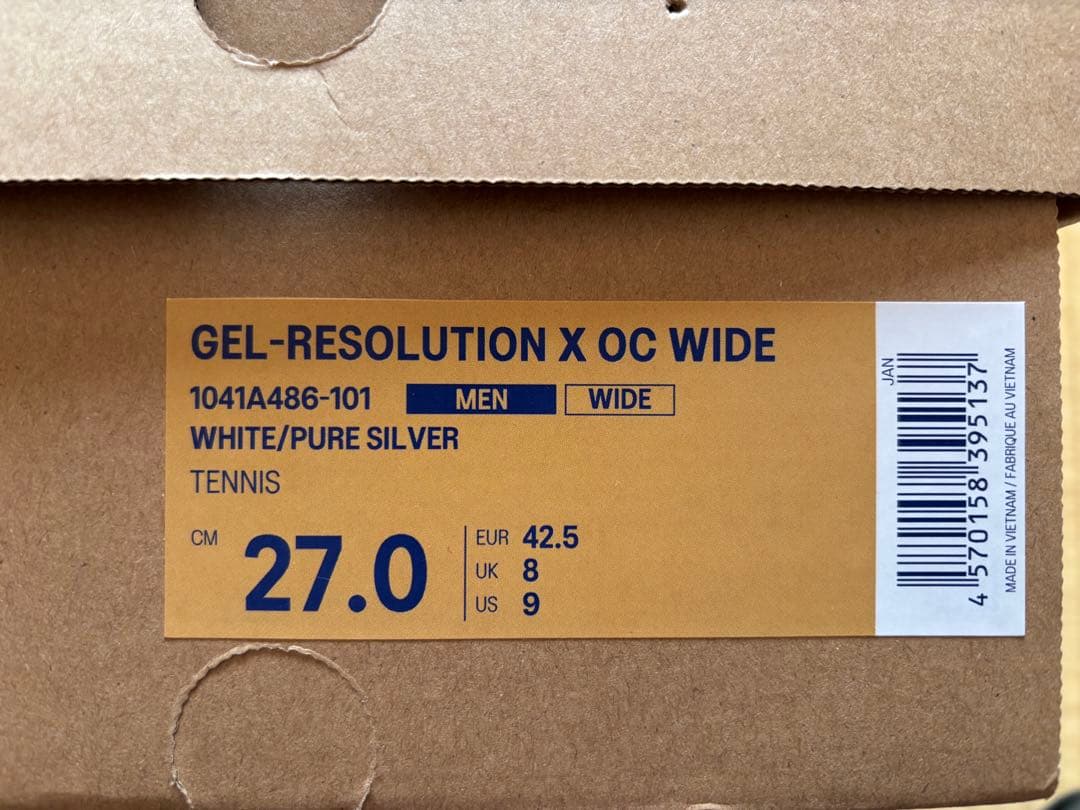 GEL-RESOLUTION X OC WIDE
1041A486-101 MEN WIDE
WHITE/PURE SILVER
TENNIS
CM 27.0
EUR 42.5
UK 8
US 9
JAN
4 570158 395137
MADE IN VIETNAM / FABRIQUE AU VIETNAM